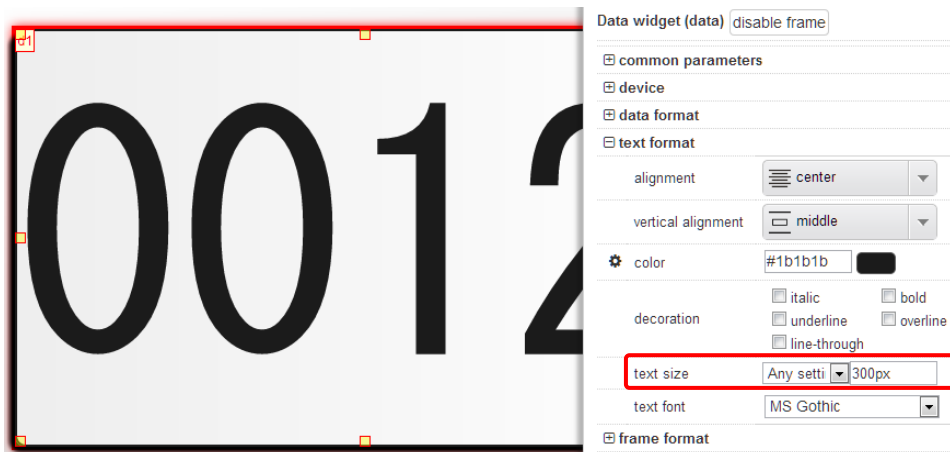 d1
0012
Data widget (data) disable frame
common parameters
device
data format
text format
alignment center
vertical alignment middle
color #1b1b1b
decoration italic bold
underline overline
line-through
text size Any setti 300px
text font MS Gothic
frame format